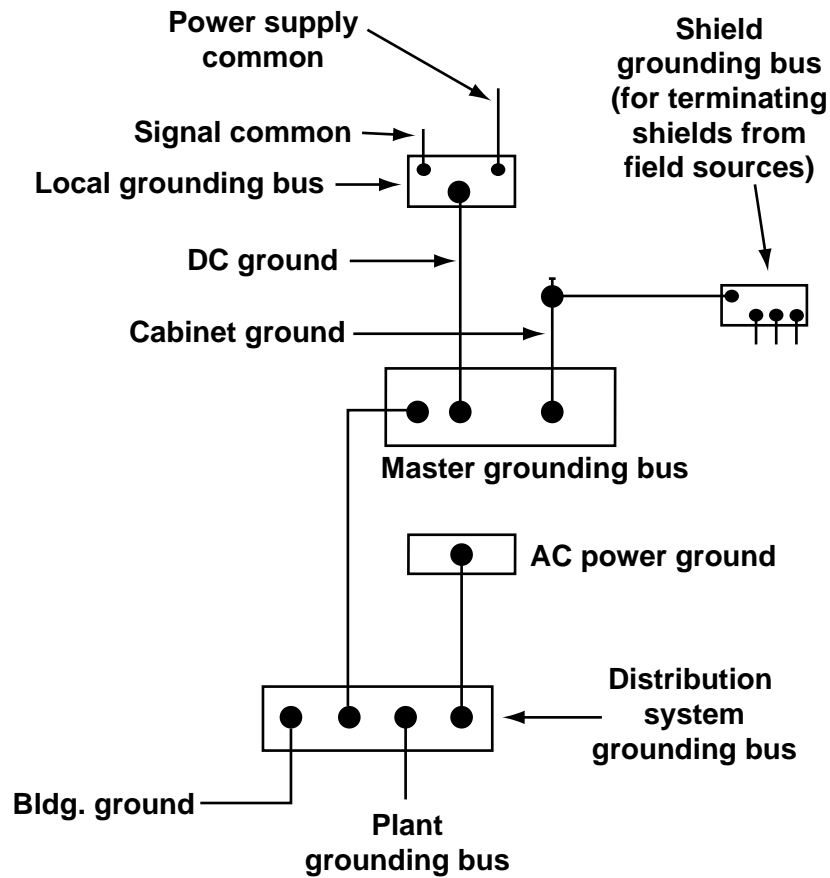 Power supply
common
Shield
grounding bus
(for terminating
shields from
field sources)
Signal common
Local grounding bus
DC ground
Cabinet ground
Master grounding bus
AC power ground
Distribution
system
grounding bus
Bldg. ground
Plant
grounding bus